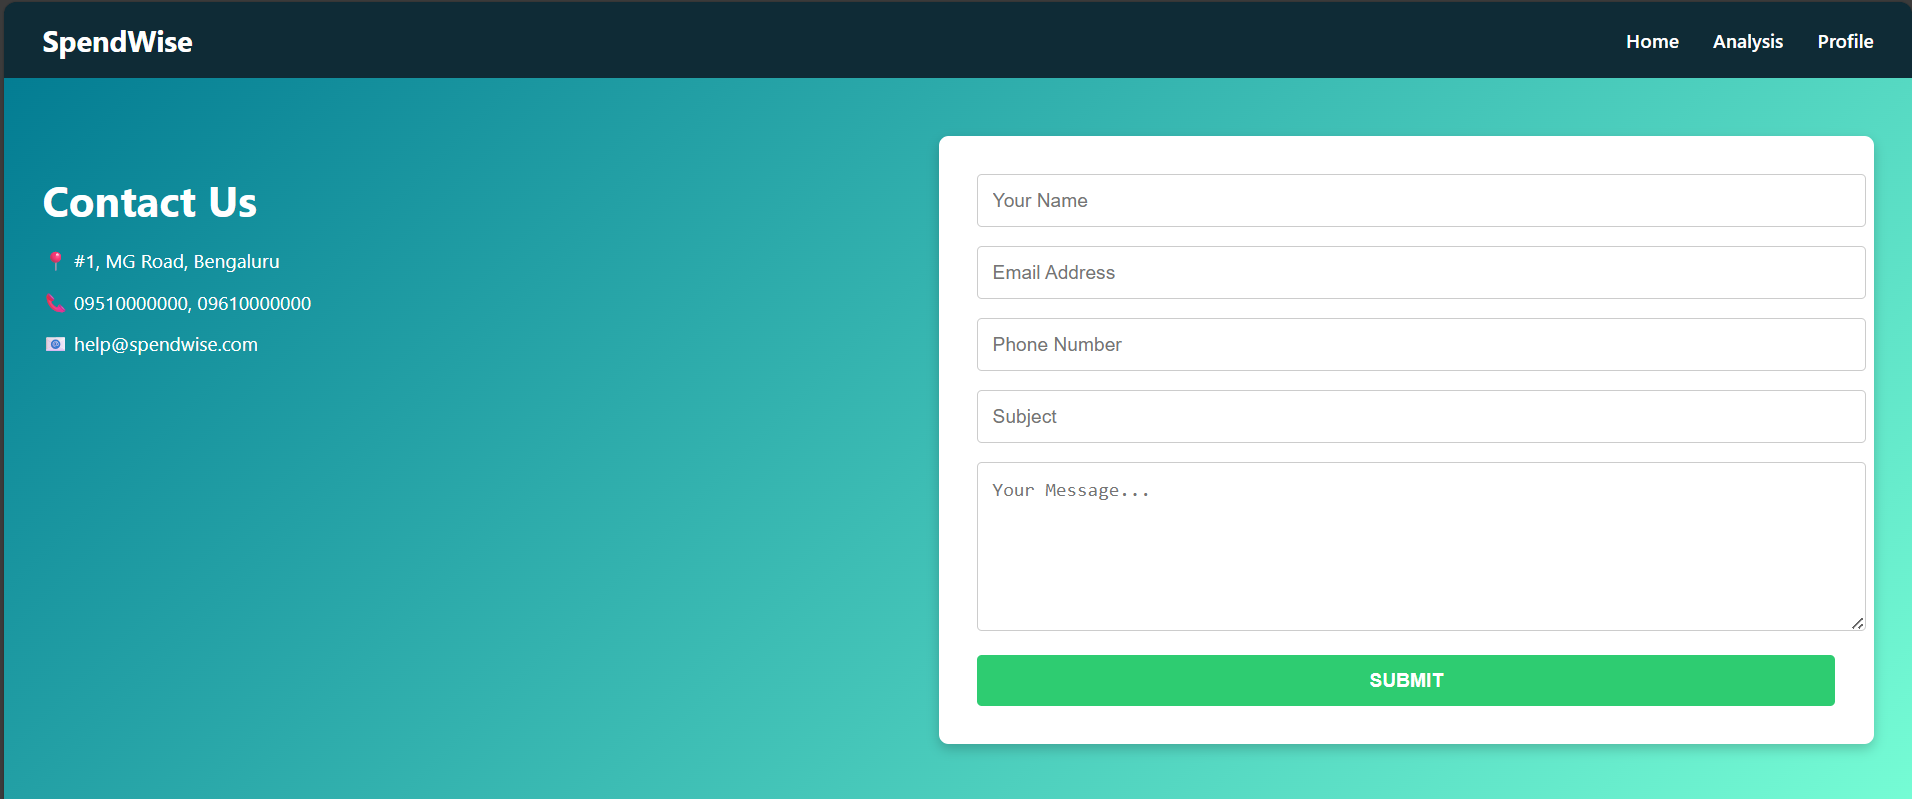 SpendWise
Home Analysis Profile
Contact Us
#1, MG Road, Bengaluru
09510000000, 09610000000
help@spendwise.com
Your Name
Email Address
Phone Number
Subject
Your Message...
SUBMIT